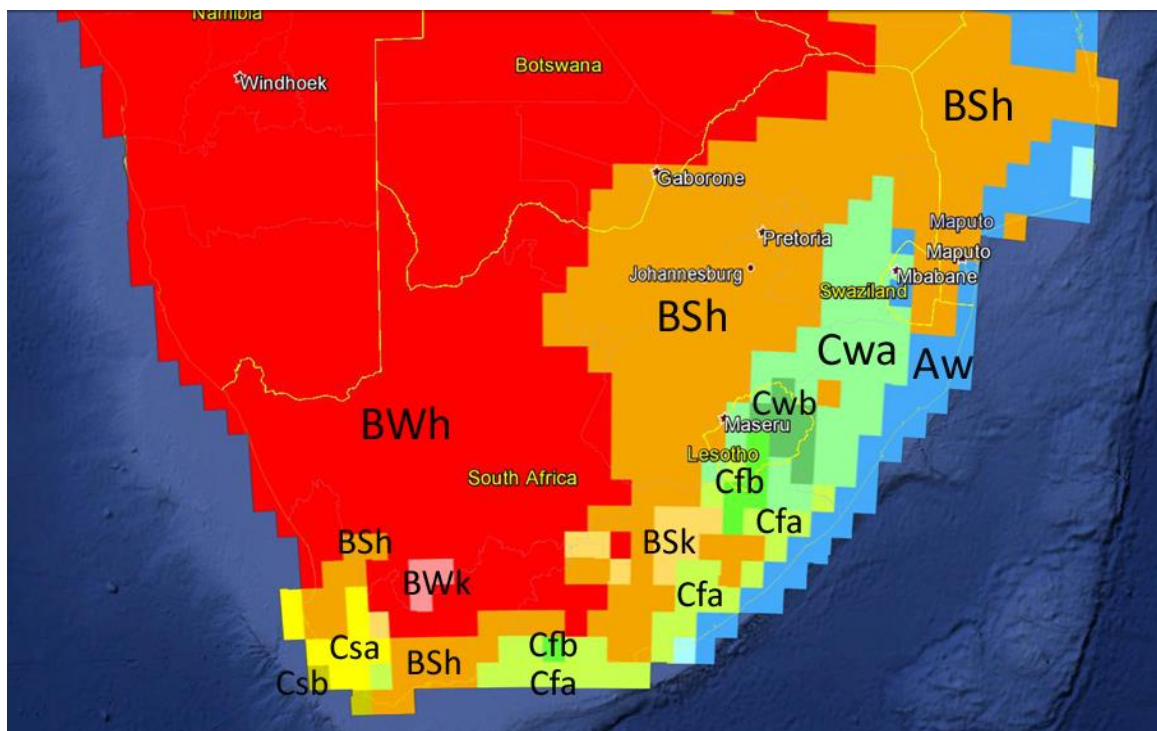 Namibia
Windhoek
Botswana
BSh
Gaborone
Pretoria
Maputo
Maputo
Johannesburg
Mbabane
Swaziland
BSh
Cwa
Aw
BWh
Cwb
Maseru
Lesotho
South Africa
Cfb
Cfa
BSh
BSk
BWk
Cfa
Csa
Cfb
BSh
Csb
Cfa